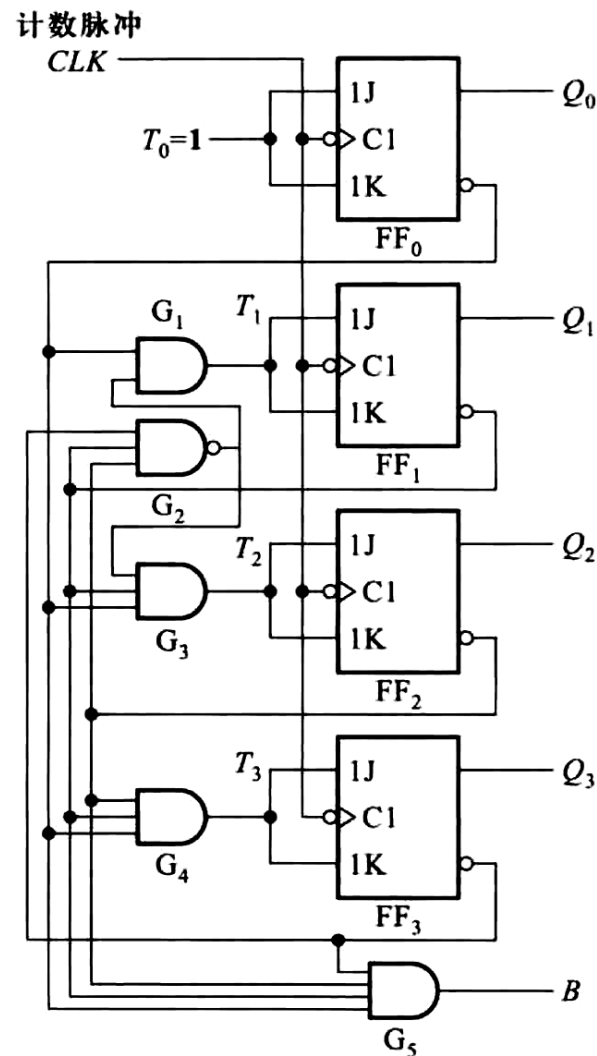 计数脉冲
CLK
1J
Q₀
T₀=1
C1
1K
FF₀
G₁
T₁
1J
Q₁
C1
1K
FF₁
G₂
T₂
1J
Q₂
C1
1K
G₃
FF₂
T₃
1J
Q₃
C1
1K
G₄
FF₃
B
G₅